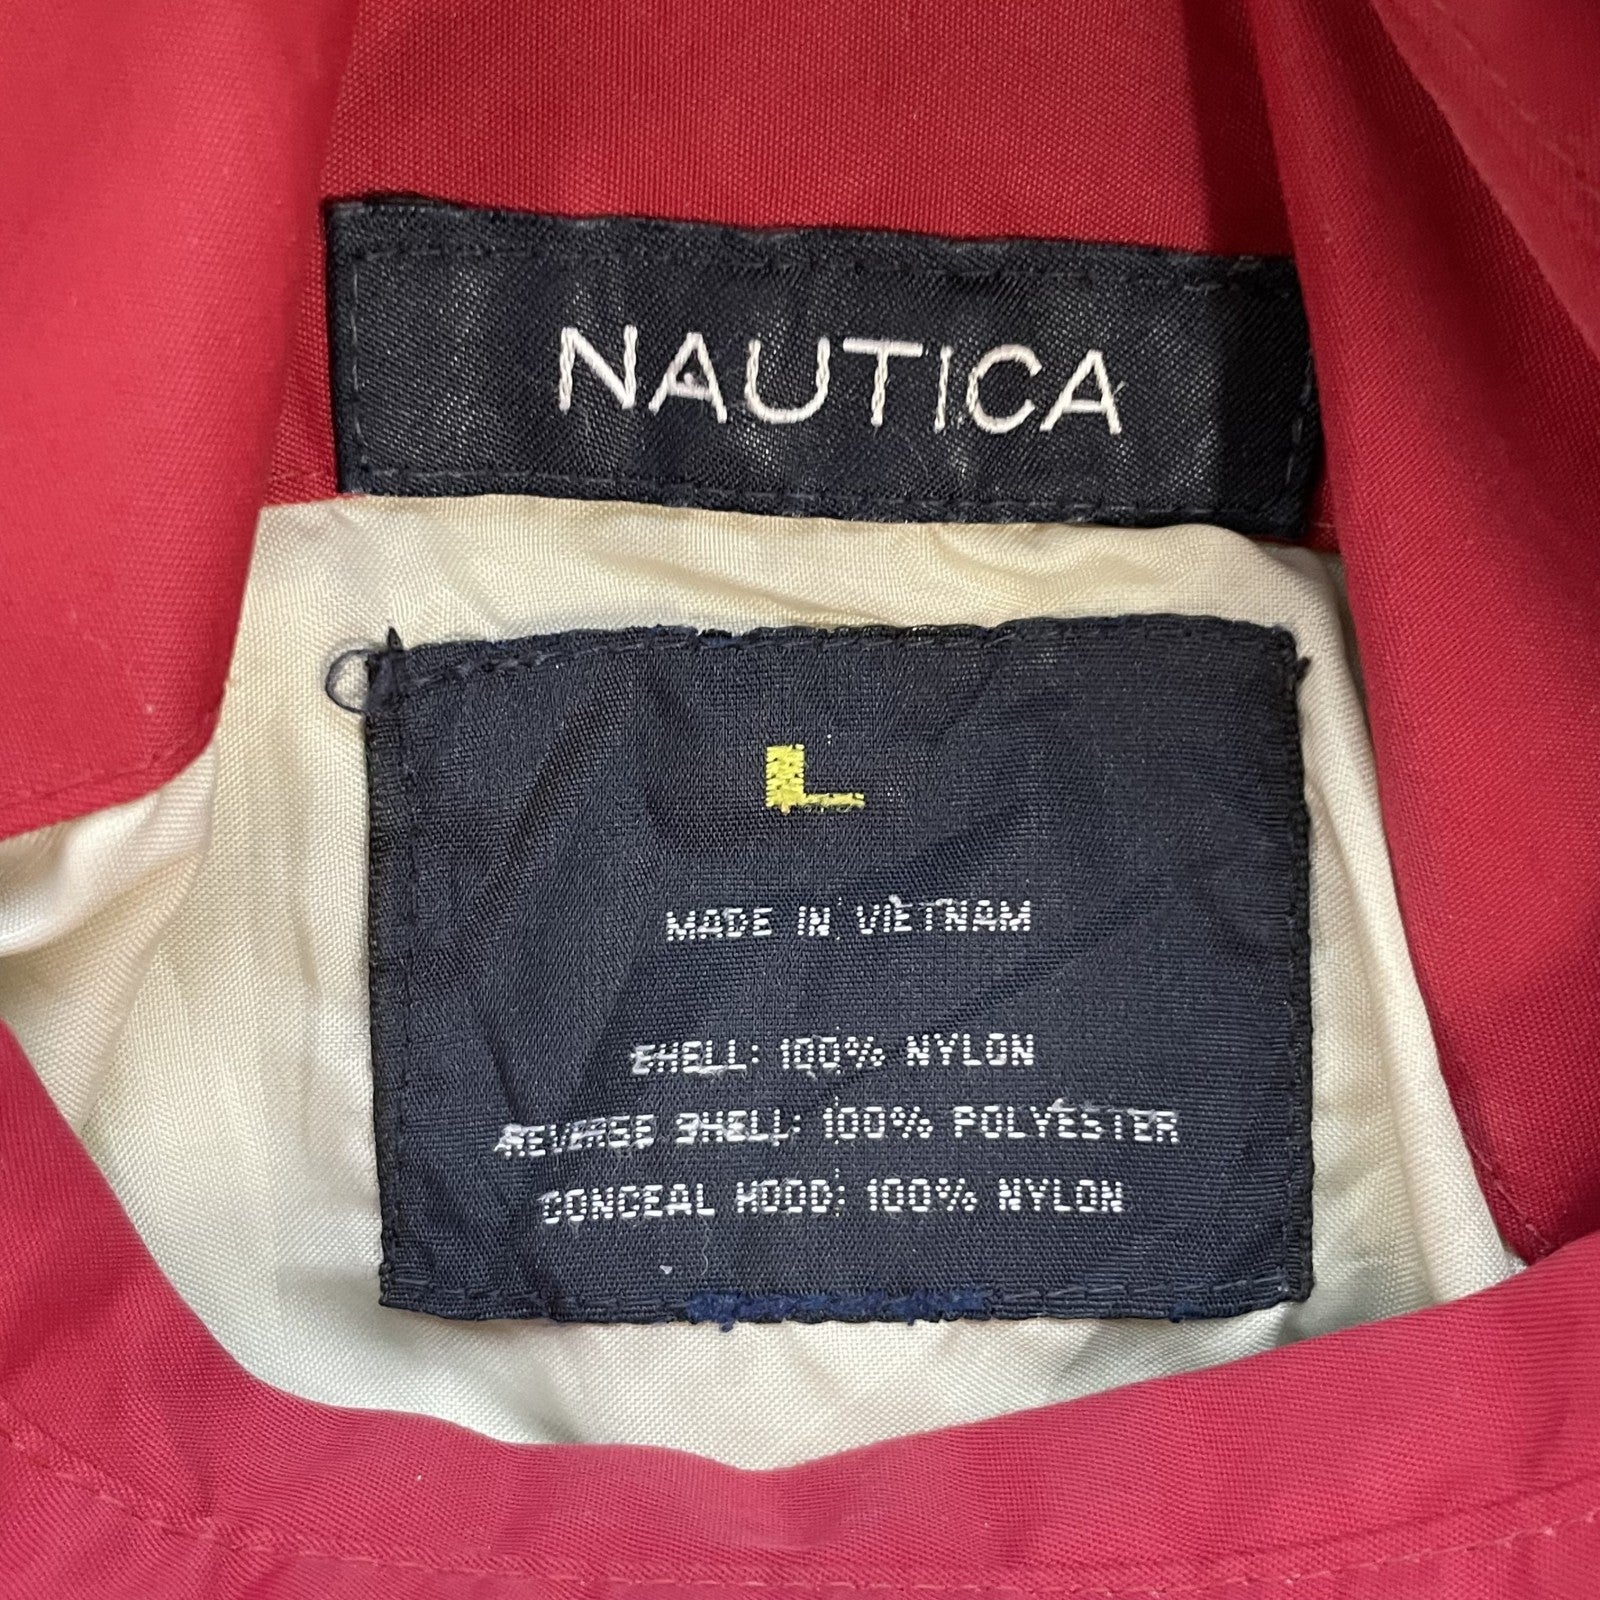 NAUTICA
L
MADE IN VIETNAM
SHELL: 100% NYLON
REVERSE SHELL: 100% POLYESTER
CONCEAL HOOD: 100% NYLON